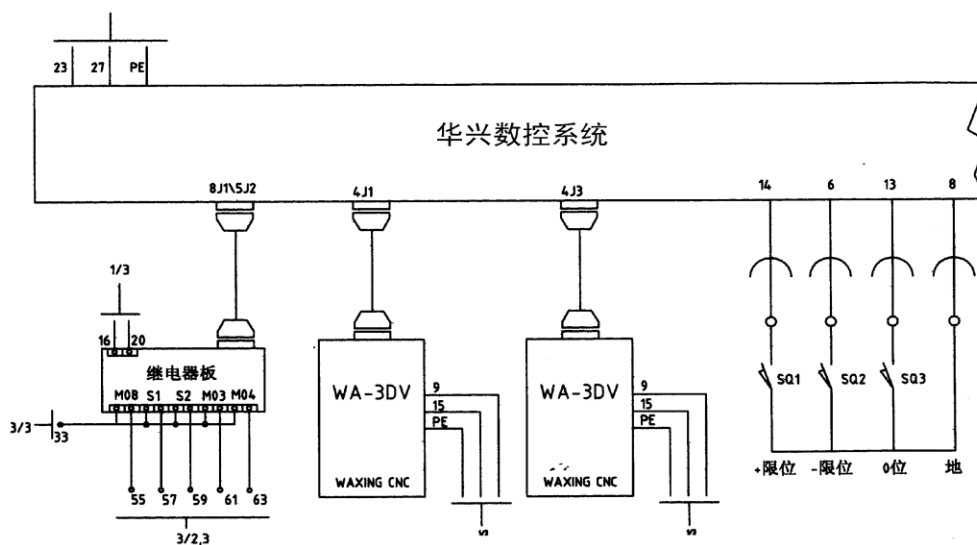 23 27 PE
华兴数控系统
8J1\5J2 4J1 4J3 14 6 13 8
1/3
16 20
继电器板
M08 S1 S2 M03 M04
3/3 33
55 57 59 61 63
3/2,3
WA-3DV
9
15
PE
WAXING CNC
WA-3DV
9
15
PE
WAXING CNC
SQ1 SQ2 SQ3
+限位 -限位 0位 地